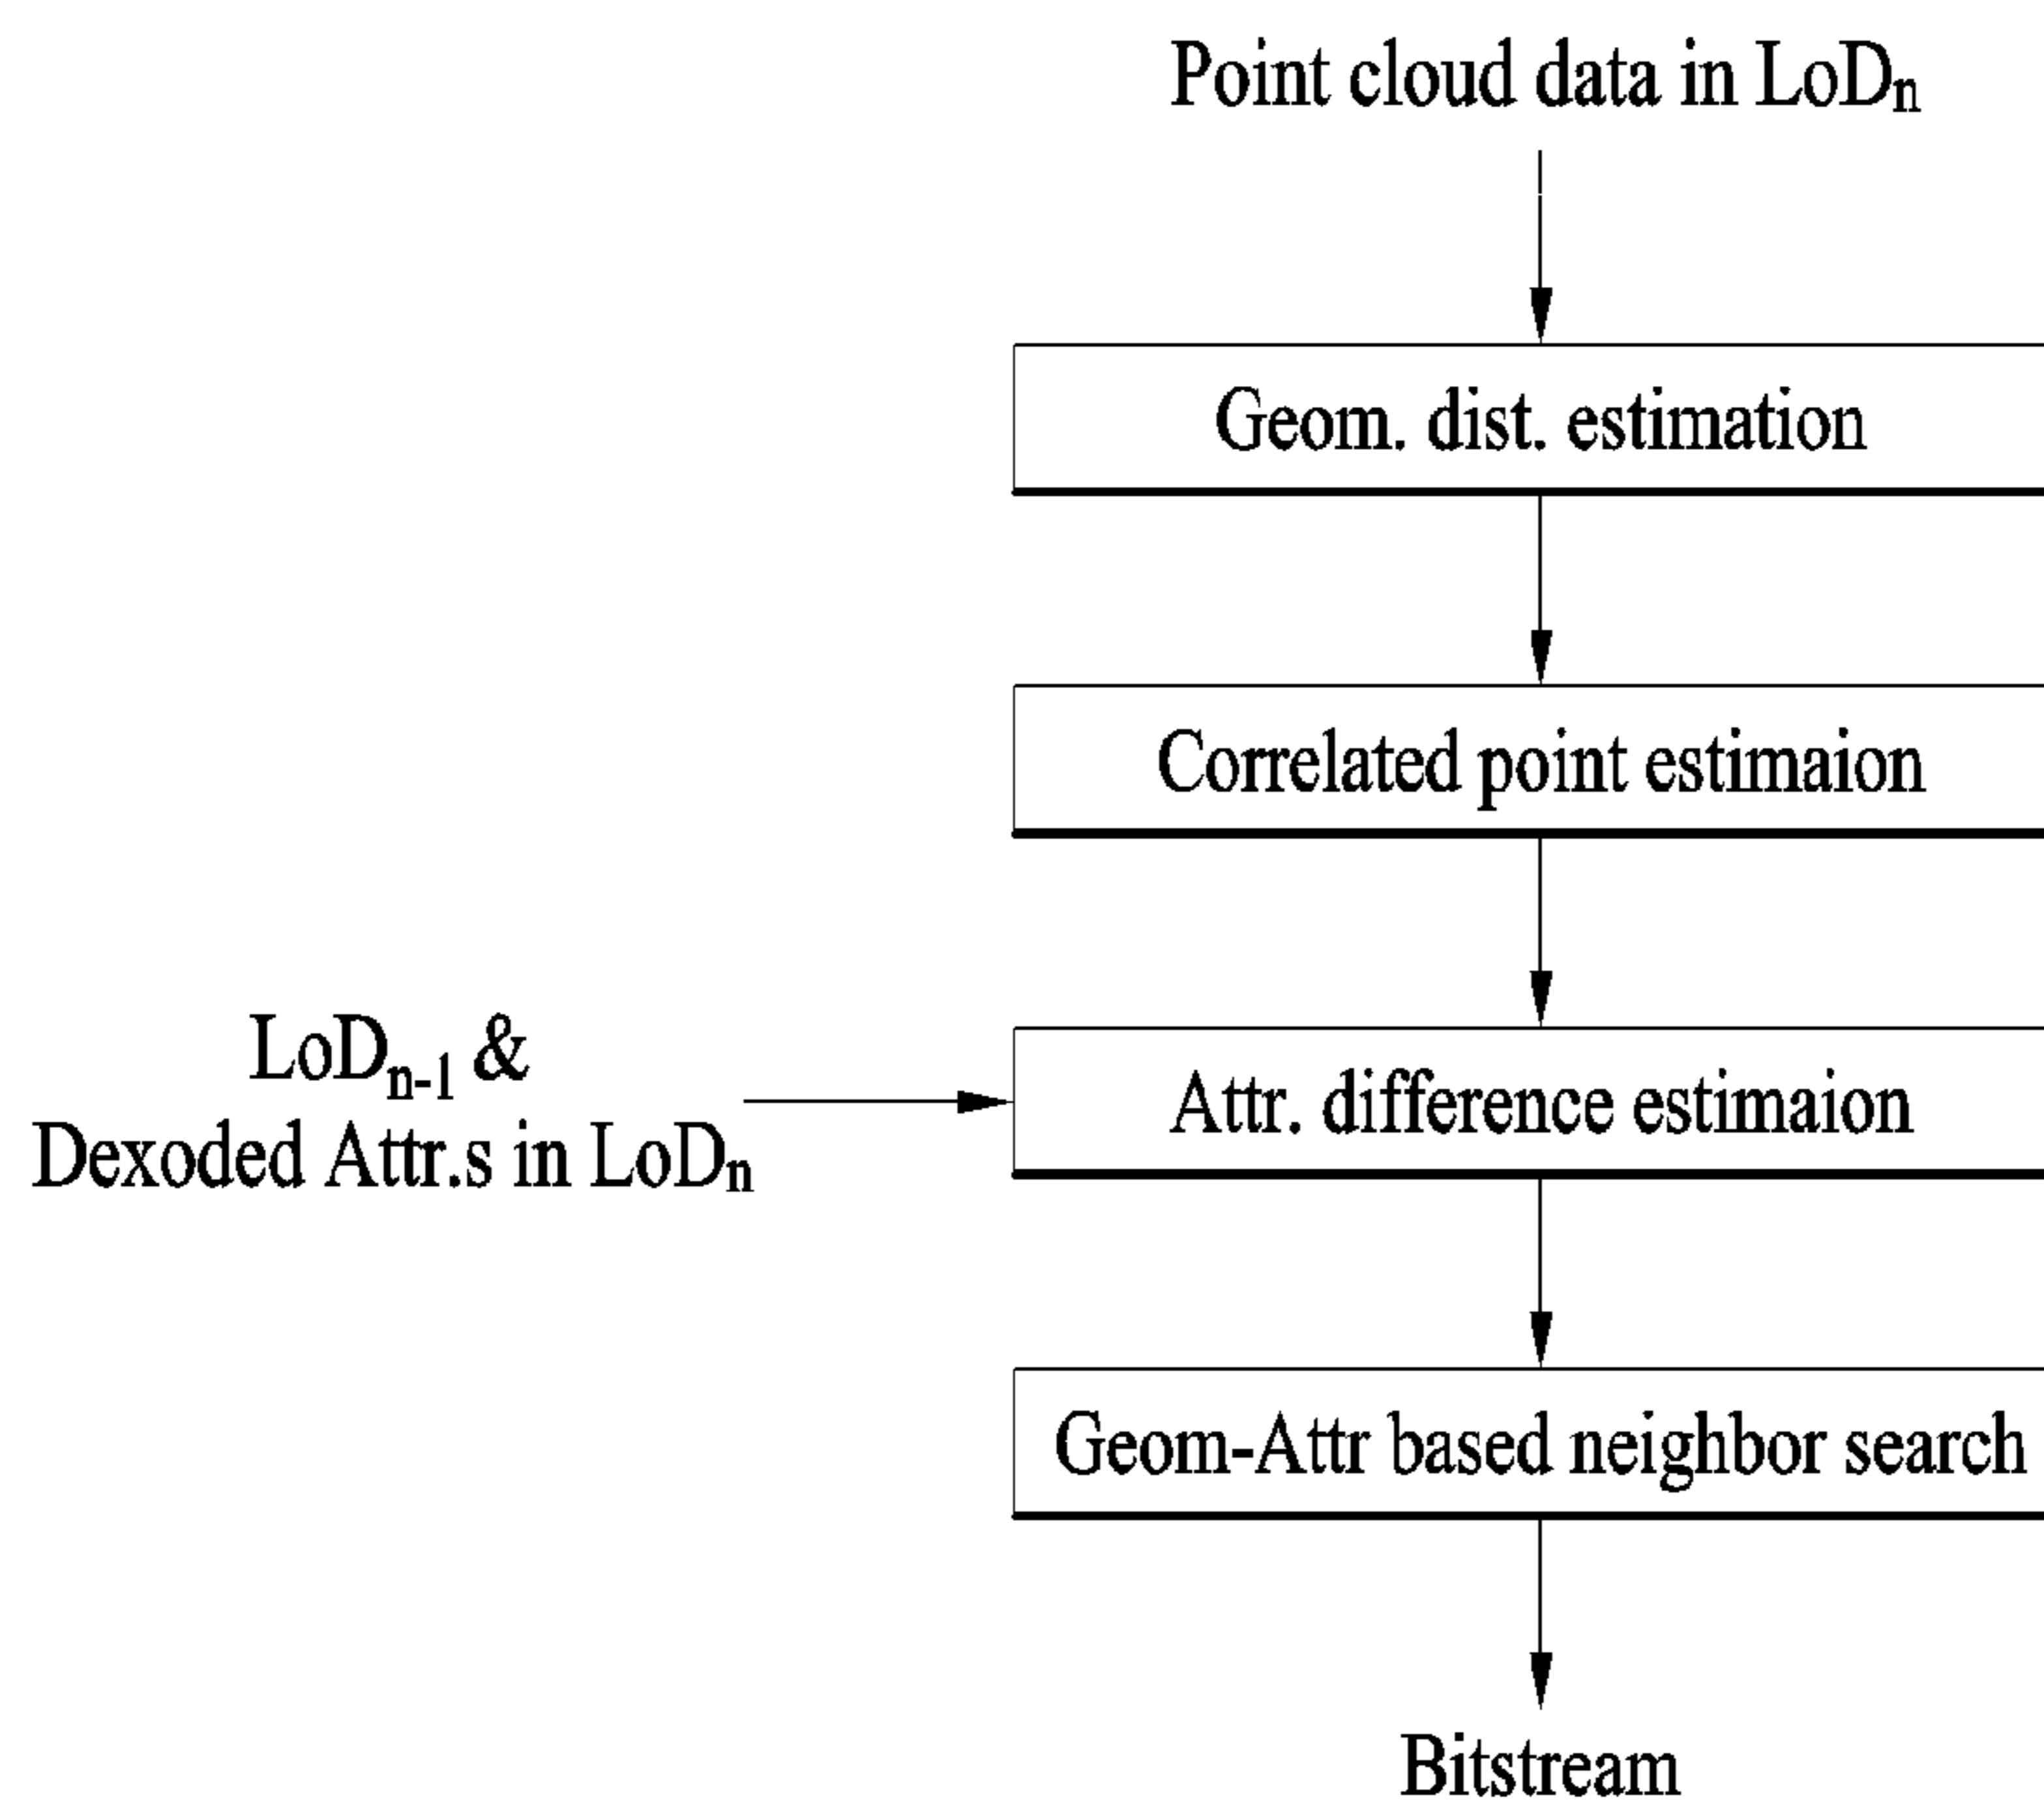 Point cloud data in LoDn
Geom. dist. estimation
Correlated point estimaion
LoDn-1 &
Dexoded Attr.s in LoDn
Attr. difference estimaion
Geom-Attr based neighbor search
Bitstream